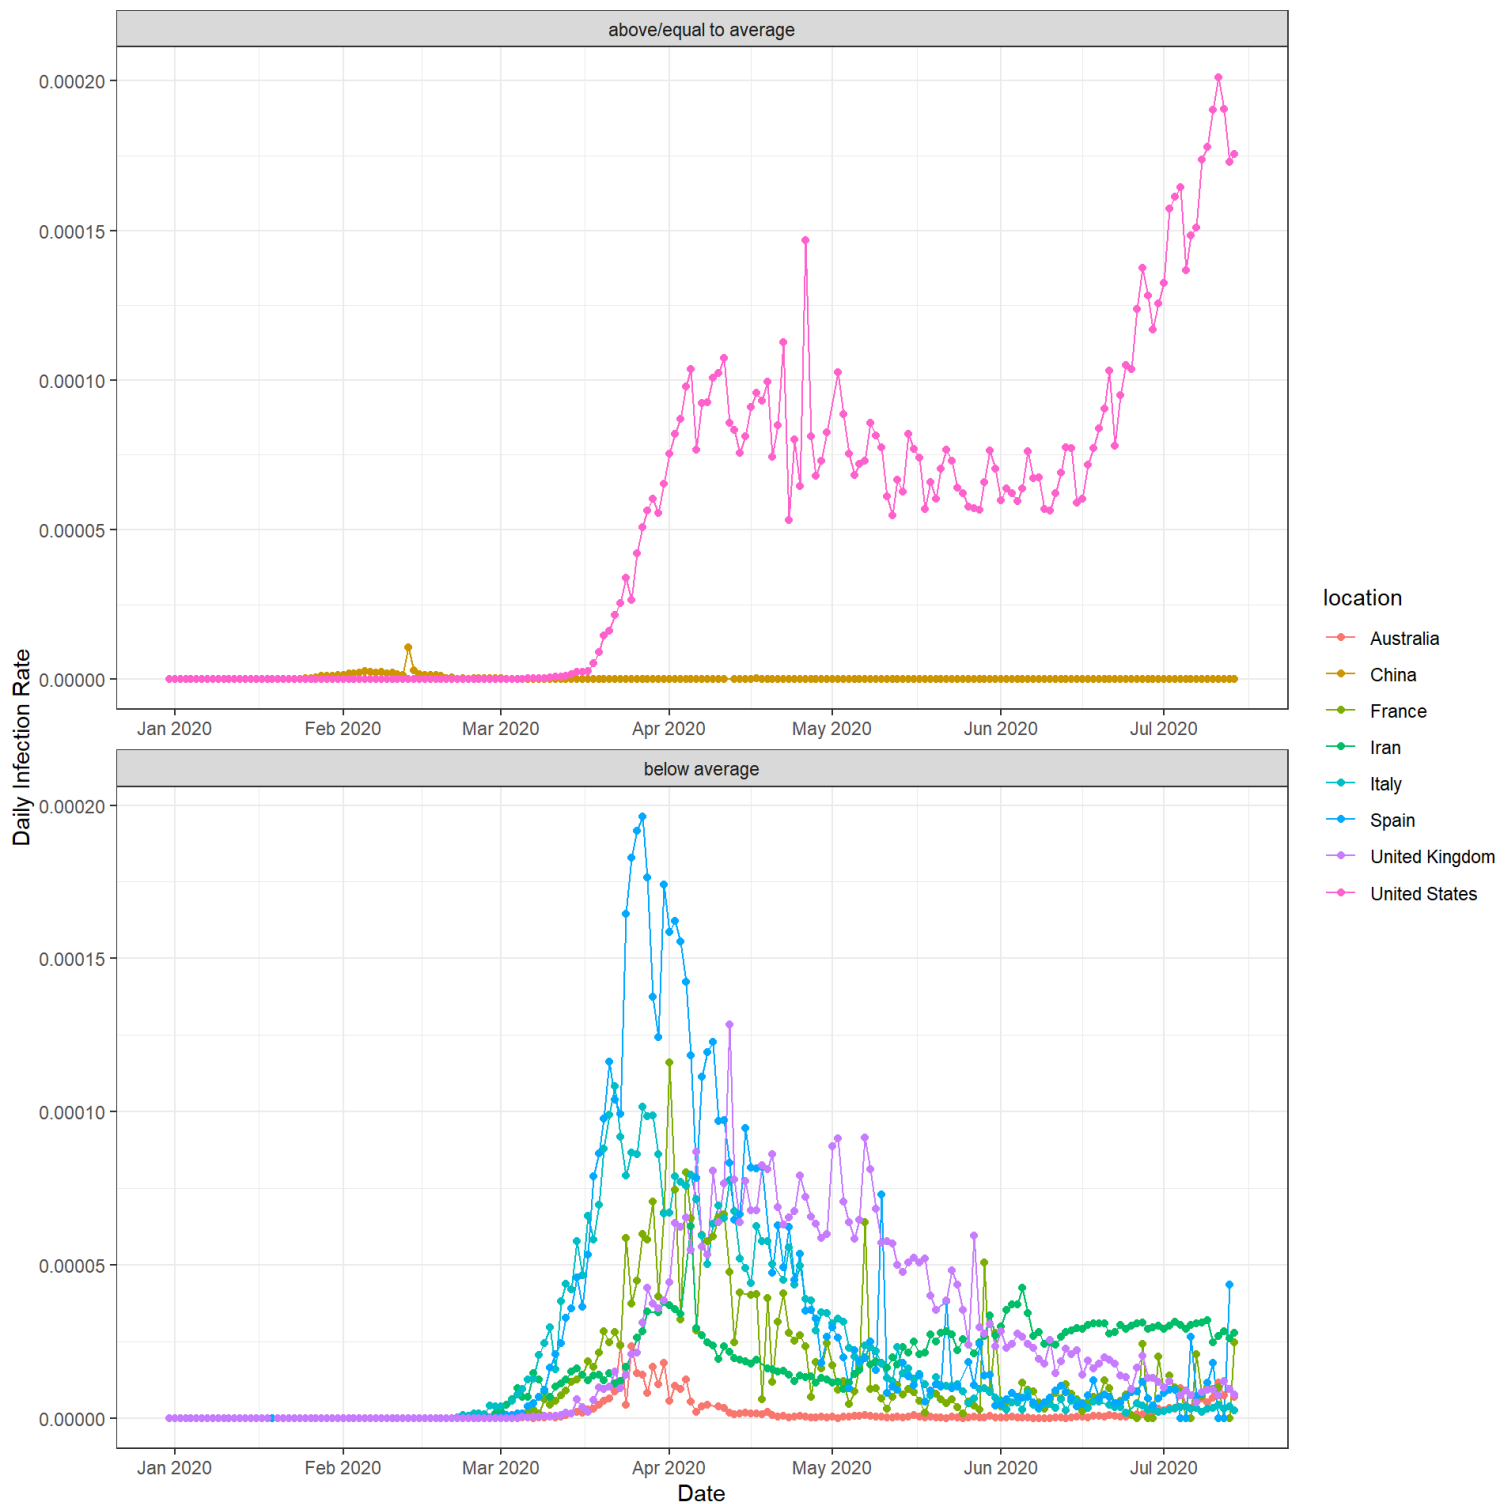 above/equal to average
0.00020
0.00015
0.00010
0.00005
0.00000
Jan 2020 Feb 2020 Mar 2020 Apr 2020 May 2020 Jun 2020 Jul 2020
below average
0.00020
0.00015
0.00010
0.00005
0.00000
Jan 2020 Feb 2020 Mar 2020 Apr 2020 May 2020 Jun 2020 Jul 2020
Date
Daily Infection Rate
location
Australia
China
France
Iran
Italy
Spain
United Kingdom
United States